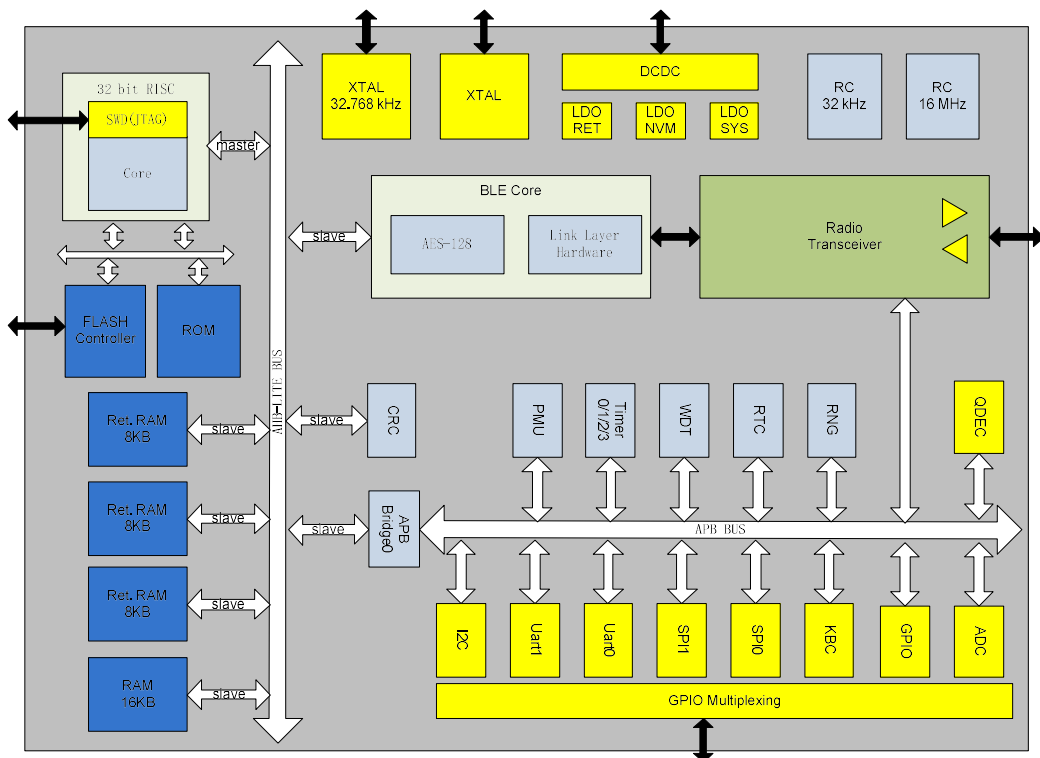 XTAL
32.768 kHz
XTAL
DCDC
LDO
RET
LDO
NVM
LDO
SYS
RC
32 kHz
RC
16 MHz
32 bit RISC
SWD(JTAG)
Core
master
BLE Core
AES-128
Link Layer
Hardware
slave
Radio
Transceiver
FLASH
Controller
ROM
AHB-LITE BUS
Ret. RAM
8KB
slave
slave
CRC
PMU
Timer
0/1/2/3
WDT
RTC
RNG
QDEC
Ret. RAM
8KB
slave
slave
APB
Bridge0
APB BUS
Ret. RAM
8KB
slave
I2C
Uart1
Uart0
SPI1
SPI0
KBC
GPIO
ADC
RAM
16KB
slave
GPIO Multiplexing